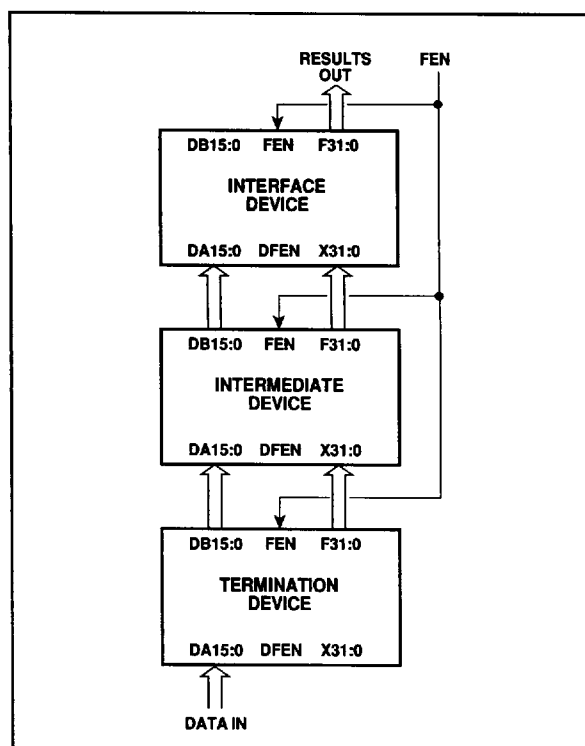 RESULTS OUT
FEN
DB15:0 FEN F31:0
INTERFACE DEVICE
DA15:0 DFEN X31:0
DB15:0 FEN F31:0
INTERMEDIATE DEVICE
DA15:0 DFEN X31:0
DB15:0 FEN F31:0
TERMINATION DEVICE
DA15:0 DFEN X31:0
DATA IN